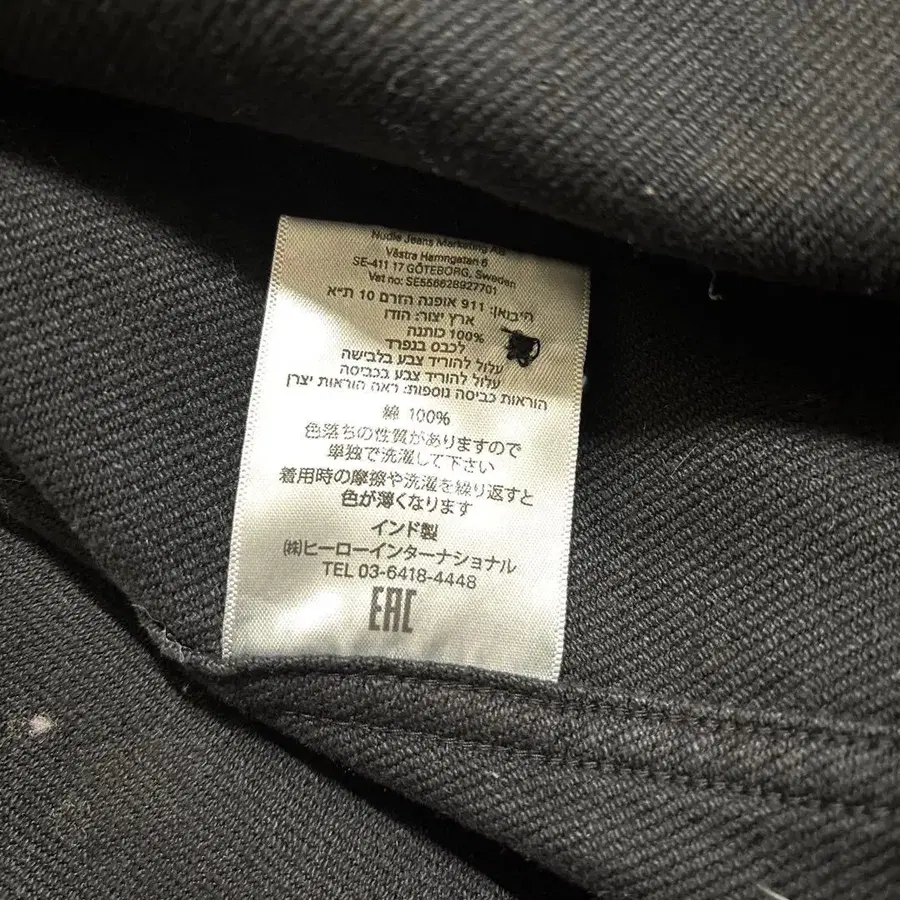 Nudie Jeans Marketing AB
Västra Hamngatan 6
SE-411 17 GÖTEBORG, Sweden
Vat no: SE556628927701
היבואן: 911 אופנה הזרם 10 ת״א
ארץ יצור: הודו
100% כותנה
לכבס בנפרד
עלול להוריד צבע בלבישה
עלול להוריד צבע בכביסה
הוראות כביסה נוספות: ראה הוראות יצרן
綿 100%
色落ちの性質がありますので
単独で洗濯して下さい
着用時の摩擦や洗濯を繰り返すと
色が薄くなります
インド製
㈱ヒーローインターナショナル
TEL 03-6418-4448
EAC